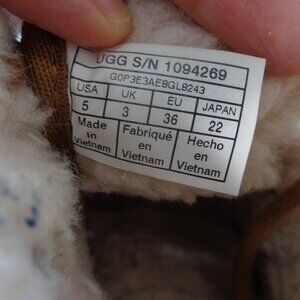 UGG S/N 1094269
G0P3E3AE8GL8243
USA UK EU JAPAN
5 3 36 22
Made in Vietnam
Fabriqué en Vietnam
Hecho en Vietnam